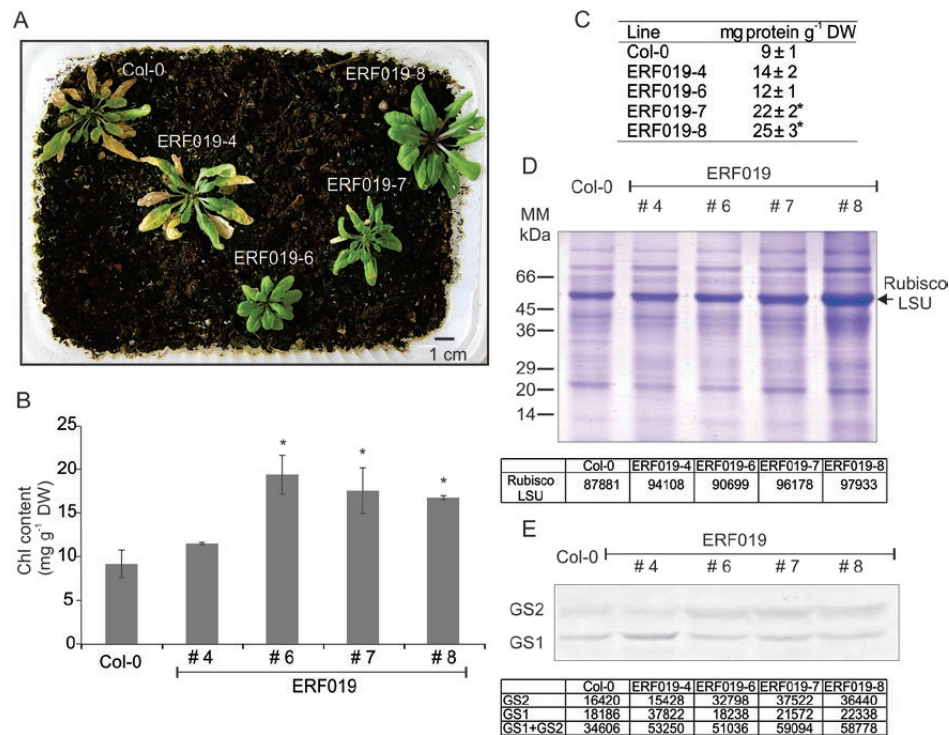 A
Col-0
ERF019-8
ERF019-4
ERF019-7
ERF019-6
1 cm
B
Chl content
(mg g⁻¹ DW)
25
20
15
10
5
0
*
*
*
Col-0
# 4
# 6
# 7
# 8
ERF019
C
Line mg protein g⁻¹ DW
Col-0 9 ± 1
ERF019-4 14 ± 2
ERF019-6 12 ± 1
ERF019-7 22 ± 2*
ERF019-8 25 ± 3*
D
ERF019
Col-0
# 4 # 6 # 7 # 8
MM
kDa
66
45
36
29
20
14
Rubisco
LSU
Col-0 ERF019-4 ERF019-6 ERF019-7 ERF019-8
Rubisco LSU 87881 94108 90699 96178 97933
E
ERF019
Col-0
# 4 # 6 # 7 # 8
GS2
GS1
Col-0 ERF019-4 ERF019-6 ERF019-7 ERF019-8
GS2 16420 15428 32798 37522 36440
GS1 18186 37822 18238 21572 22338
GS1+GS2 34606 53250 51036 59094 58778